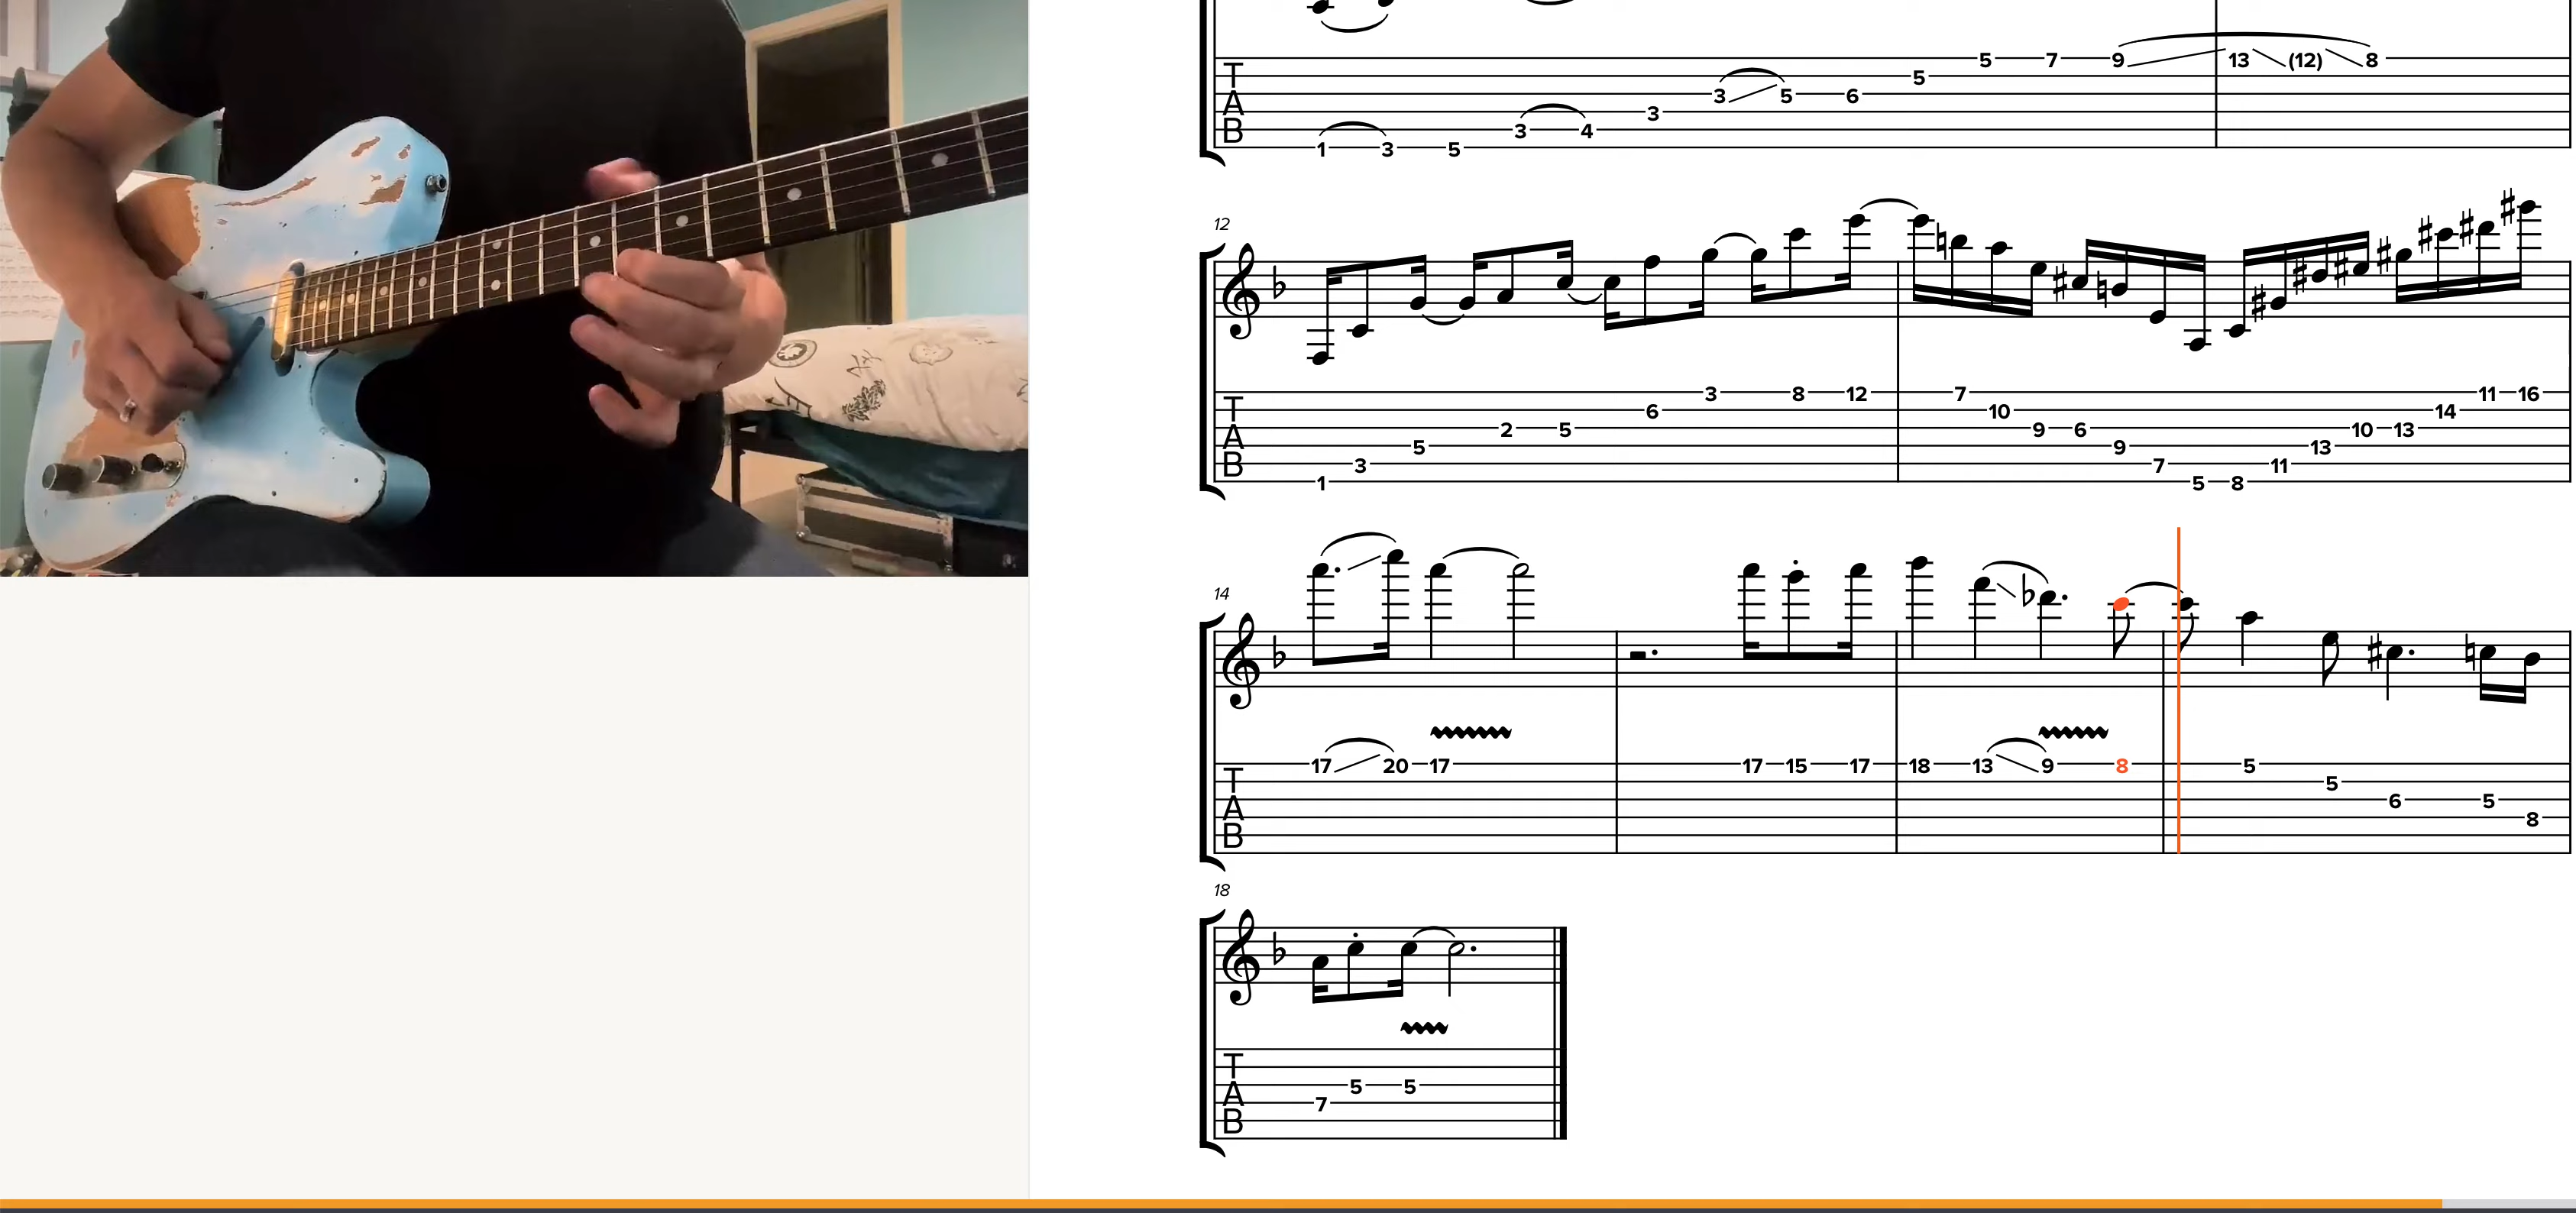 5 7 9 13 (12) 8
T 5
A 3 5 6
3
B 3 4
1 3 5
12
3 8 12 7 11 16
T 6 10 14
2 5 9 6 10 13
A 5 9 13
B 3 7 11
1 5 8
14
17 20 17 17 15 17 18 13 9 8 5
T 5
A 6 5
8
B
18
T
A 5 5
7
B